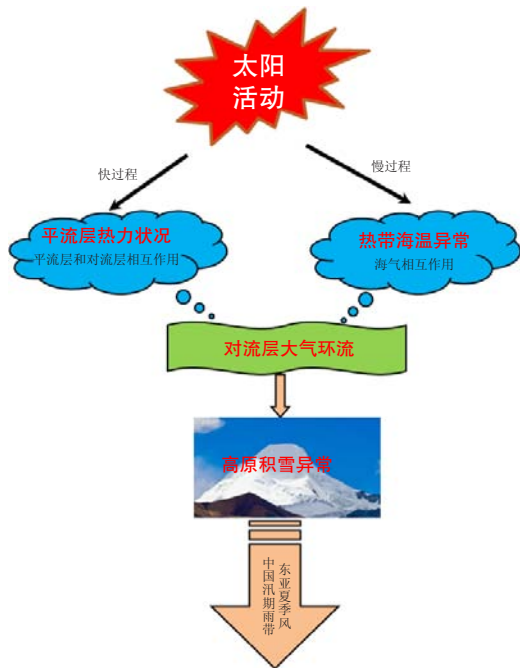 太阳
活动
快过程
慢过程
平流层热力状况
平流层和对流层相互作用
热带海温异常
海气相互作用
对流层大气环流
高原积雪异常
东亚夏季风
中国汛期雨带